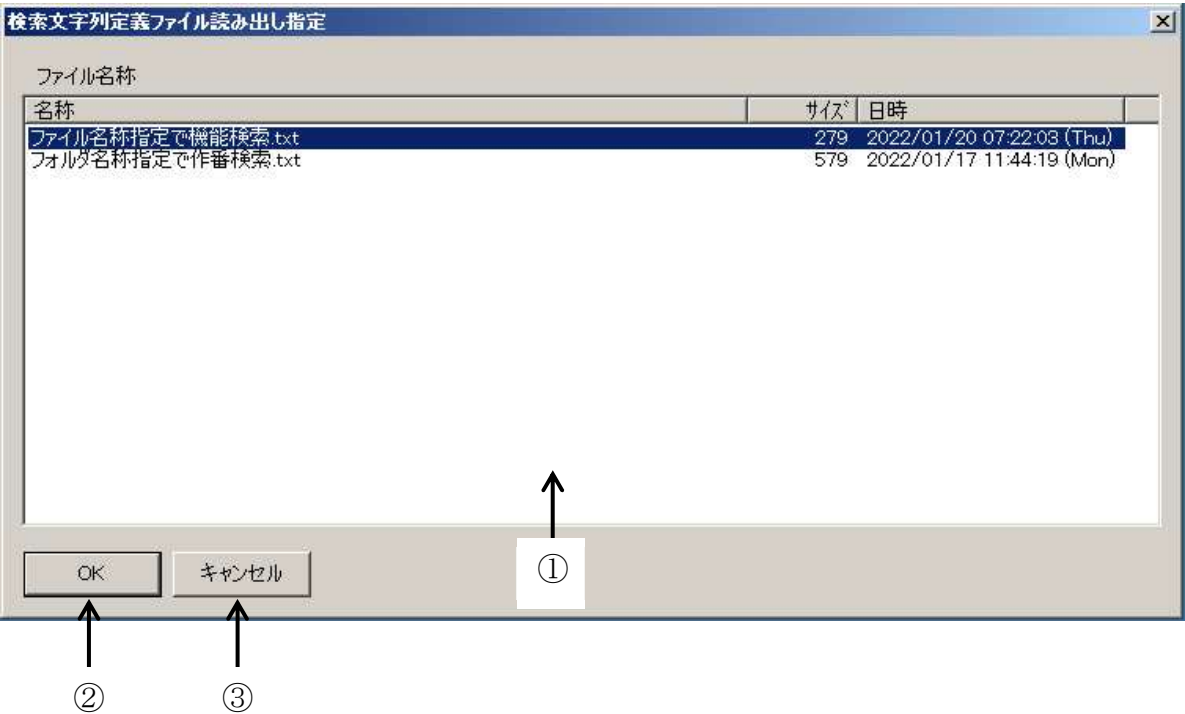 検索文字列定義ファイル読み出し指定
ファイル名称
名称 サイズ 日時
ファイル名称指定で機能検索.txt 279 2022/01/20 07:22:03 (Thu)
フォルダ名称指定で作番検索.txt 579 2022/01/17 11:44:19 (Mon)
OK キャンセル ①
② ③